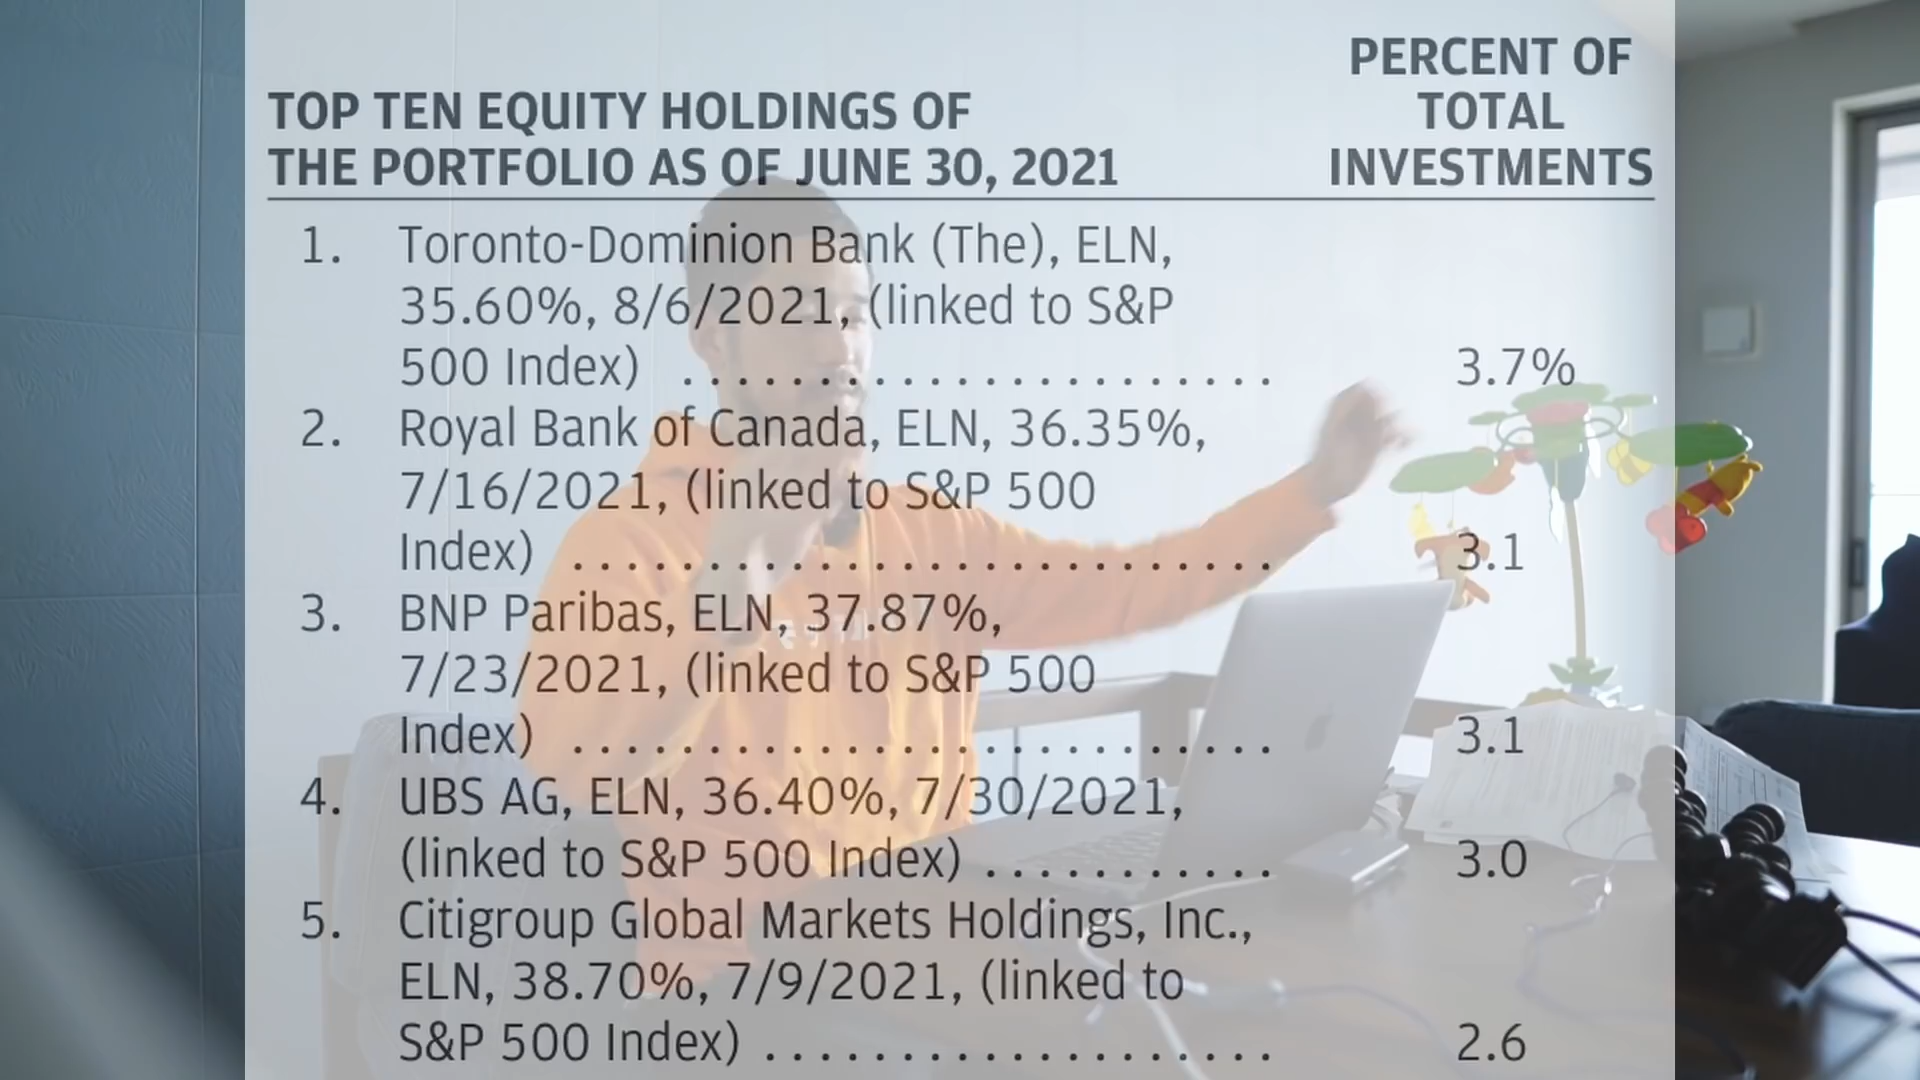 PERCENT OF
TOP TEN EQUITY HOLDINGS OF TOTAL
THE PORTFOLIO AS OF JUNE 30, 2021 INVESTMENTS
1. Toronto-Dominion Bank (The), ELN,
35.60%, 8/6/2021, (linked to S&P
500 Index) . . . . . . . . . . . . . . . . . . . . . . 3.7%
2. Royal Bank of Canada, ELN, 36.35%,
7/16/2021, (linked to S&P 500
Index) . . . . . . . . . . . . . . . . . . . . . . . . . . 3.1
3. BNP Paribas, ELN, 37.87%,
7/23/2021, (linked to S&P 500
Index) . . . . . . . . . . . . . . . . . . . . . . . . . . 3.1
4. UBS AG, ELN, 36.40%, 7/30/2021,
(linked to S&P 500 Index) . . . . . . . . . . . 3.0
5. Citigroup Global Markets Holdings, Inc.,
ELN, 38.70%, 7/9/2021, (linked to
S&P 500 Index) . . . . . . . . . . . . . . . . . . . 2.6